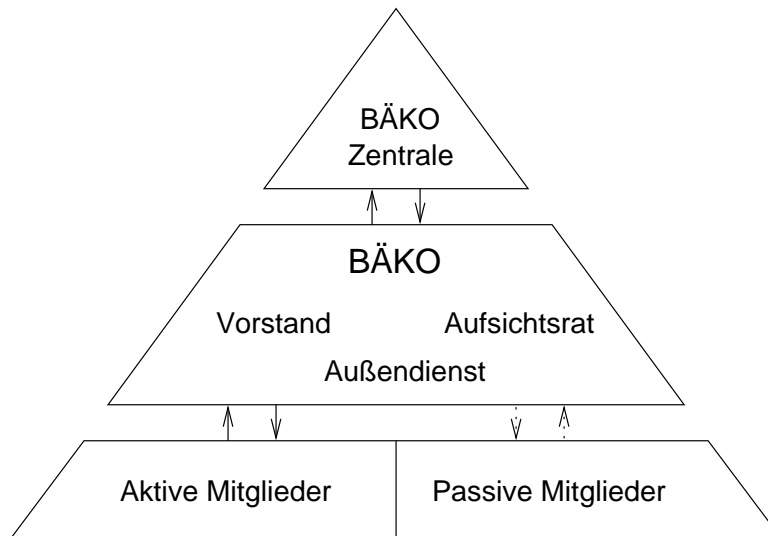 BÄKO
Zentrale
BÄKO
Vorstand Aufsichtsrat
Außendienst
Aktive Mitglieder Passive Mitglieder